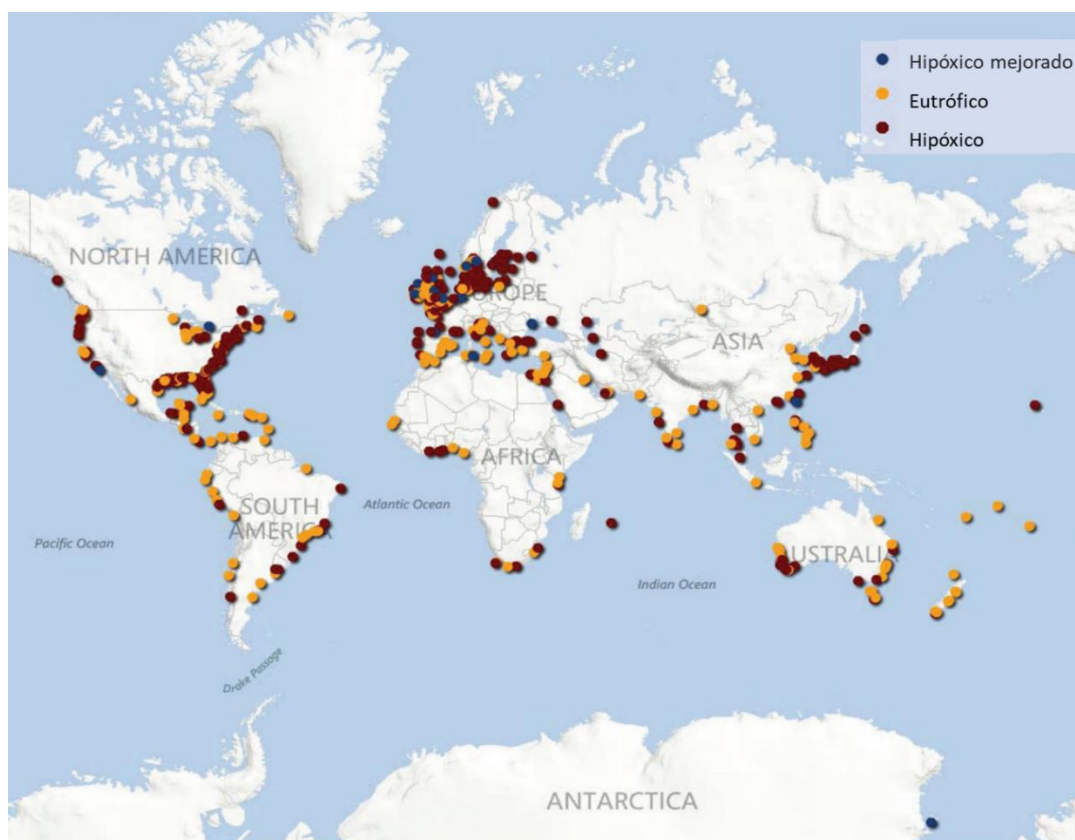 Hipóxico mejorado
Eutrófico
Hipóxico
NORTH AMERICA
EUROPE
ASIA
AFRICA
SOUTH
AMERICA
Atlantic Ocean
Pacific Ocean
Indian Ocean
AUSTRALIA
Drake Passage
ANTARCTICA